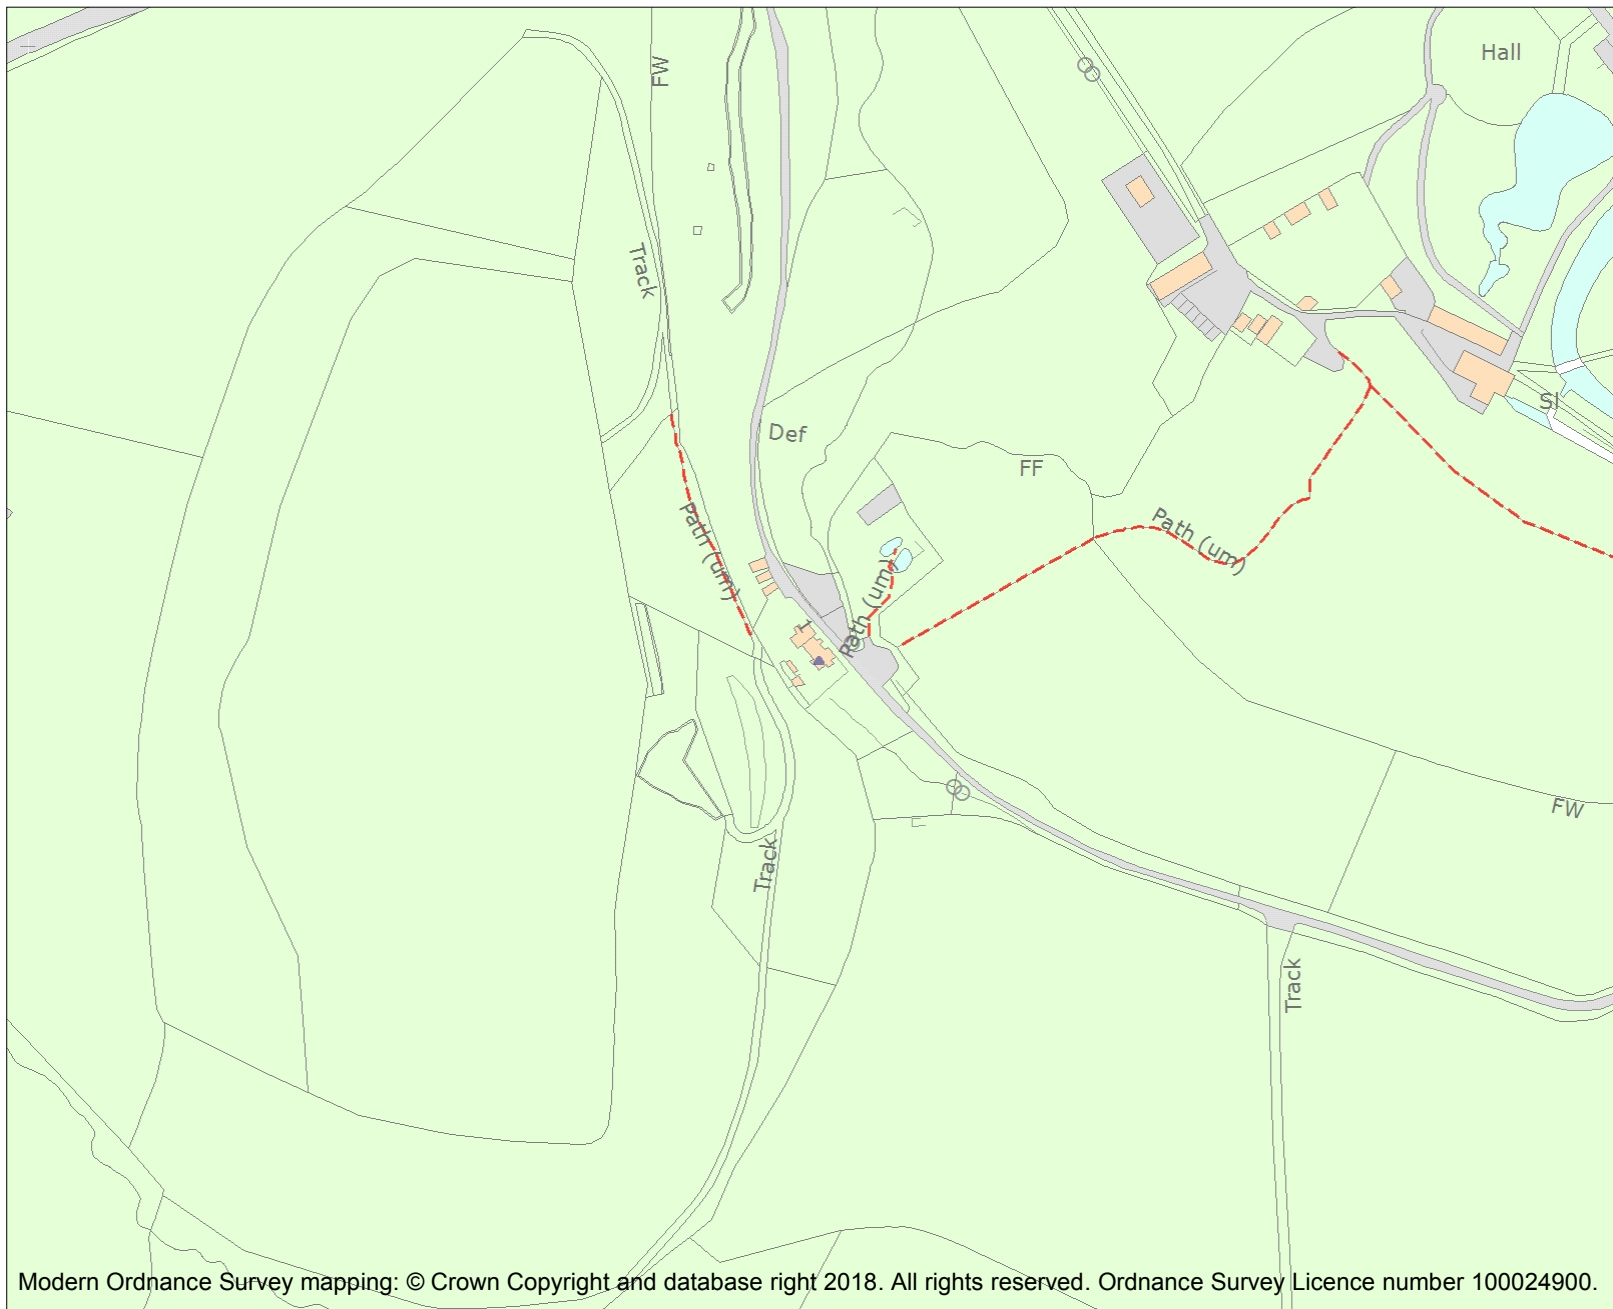 Hall
FW
Track
Sl
Def
FF
Path (um)
Path (um)
Path (um)
1
FW
Track
Track
Modern Ordnance Survey mapping: © Crown Copyright and database right 2018. All rights reserved. Ordnance Survey Licence number 100024900.